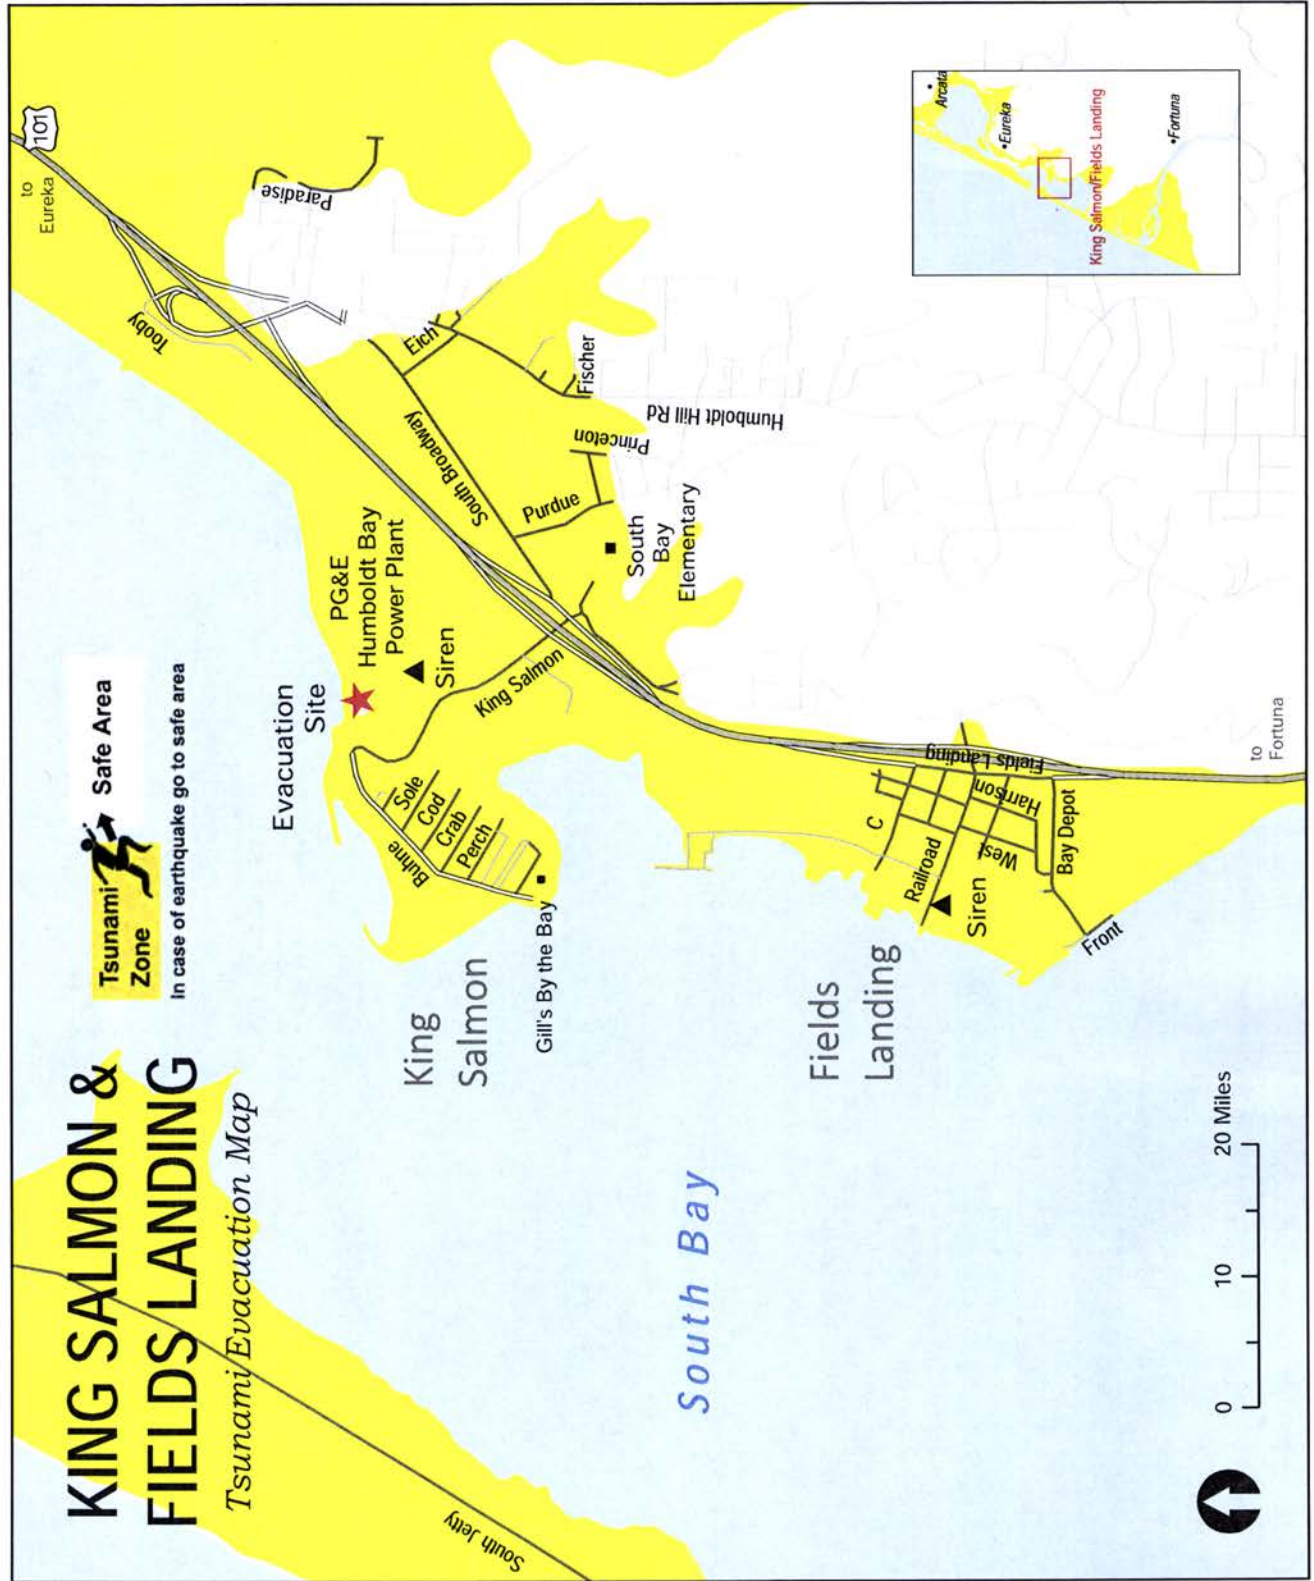 KING SALMON &
FIELDS LANDING
Tsunami Evacuation Map
Tsunami
Zone
Safe Area
In case of earthquake go to safe area
to
Eureka
101
Tooby
Paradise
Evacuation
Site
PG&E
Humboldt Bay
Power Plant
Siren
South Broadway
Eich
Fischer
Humboldt Hill Rd
Princeton
Purdue
South
Bay
Elementary
King Salmon
Buhne
Sole
Cod
Crab
Perch
Gill's By the Bay
King
Salmon
South Jetty
South Bay
Fields
Landing
C
Railroad
Siren
Fields Landing
Harrison
West
Bay Depot
Front
to
Fortuna
0 10 20 Miles
Arcata
Eureka
King Salmon/Fields Landing
Fortuna